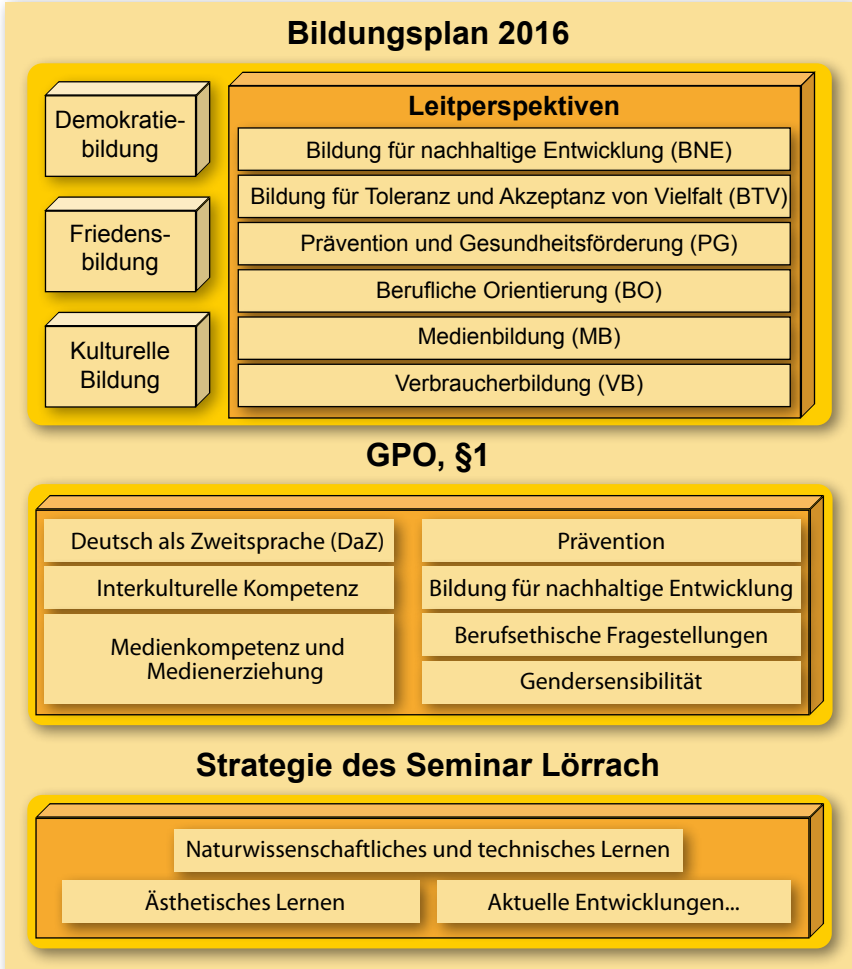 Bildungsplan 2016
Demokratie-
bildung
Friedens-
bildung
Kulturelle
Bildung
Leitperspektiven
Bildung für nachhaltige Entwicklung (BNE)
Bildung für Toleranz und Akzeptanz von Vielfalt (BTV)
Prävention und Gesundheitsförderung (PG)
Berufliche Orientierung (BO)
Medienbildung (MB)
Verbraucherbildung (VB)
GPO, §1
Deutsch als Zweitsprache (DaZ)
Interkulturelle Kompetenz
Medienkompetenz und
Medienerziehung
Prävention
Bildung für nachhaltige Entwicklung
Berufsethische Fragestellungen
Gendersensibilität
Strategie des Seminar Lörrach
Naturwissenschaftliches und technisches Lernen
Ästhetisches Lernen
Aktuelle Entwicklungen...